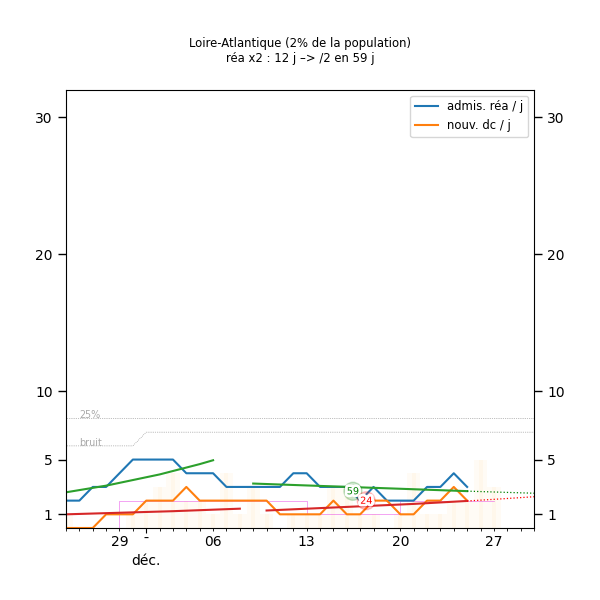 Loire-Atlantique (2% de la population)
réa x2 : 12 j –> /2 en 59 j
admis. réa / j
nouv. dc / j
30 30
20 20
10 10
25%
bruit
5 5
59
24
1 1
29 - 06 13 20 27
déc.